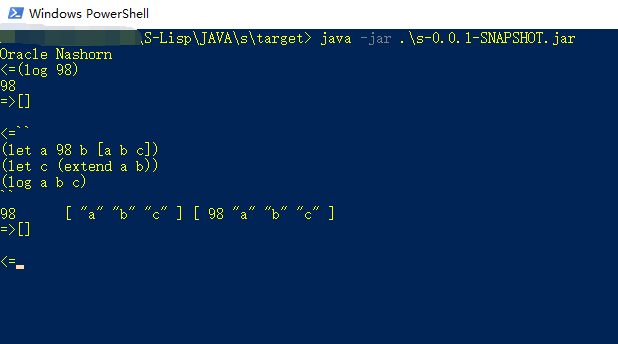 Windows PowerShell
\S-Lisp\JAVA\s\target> java -jar .\s-0.0.1-SNAPSHOT.jar
Oracle Nashorn
<=(log 98)
98
=>[]
<=``
(let a 98 b [a b c])
(let c (extend a b))
(log a b c)
``
98 [ "a" "b" "c" ] [ 98 "a" "b" "c" ]
=>[]
<=